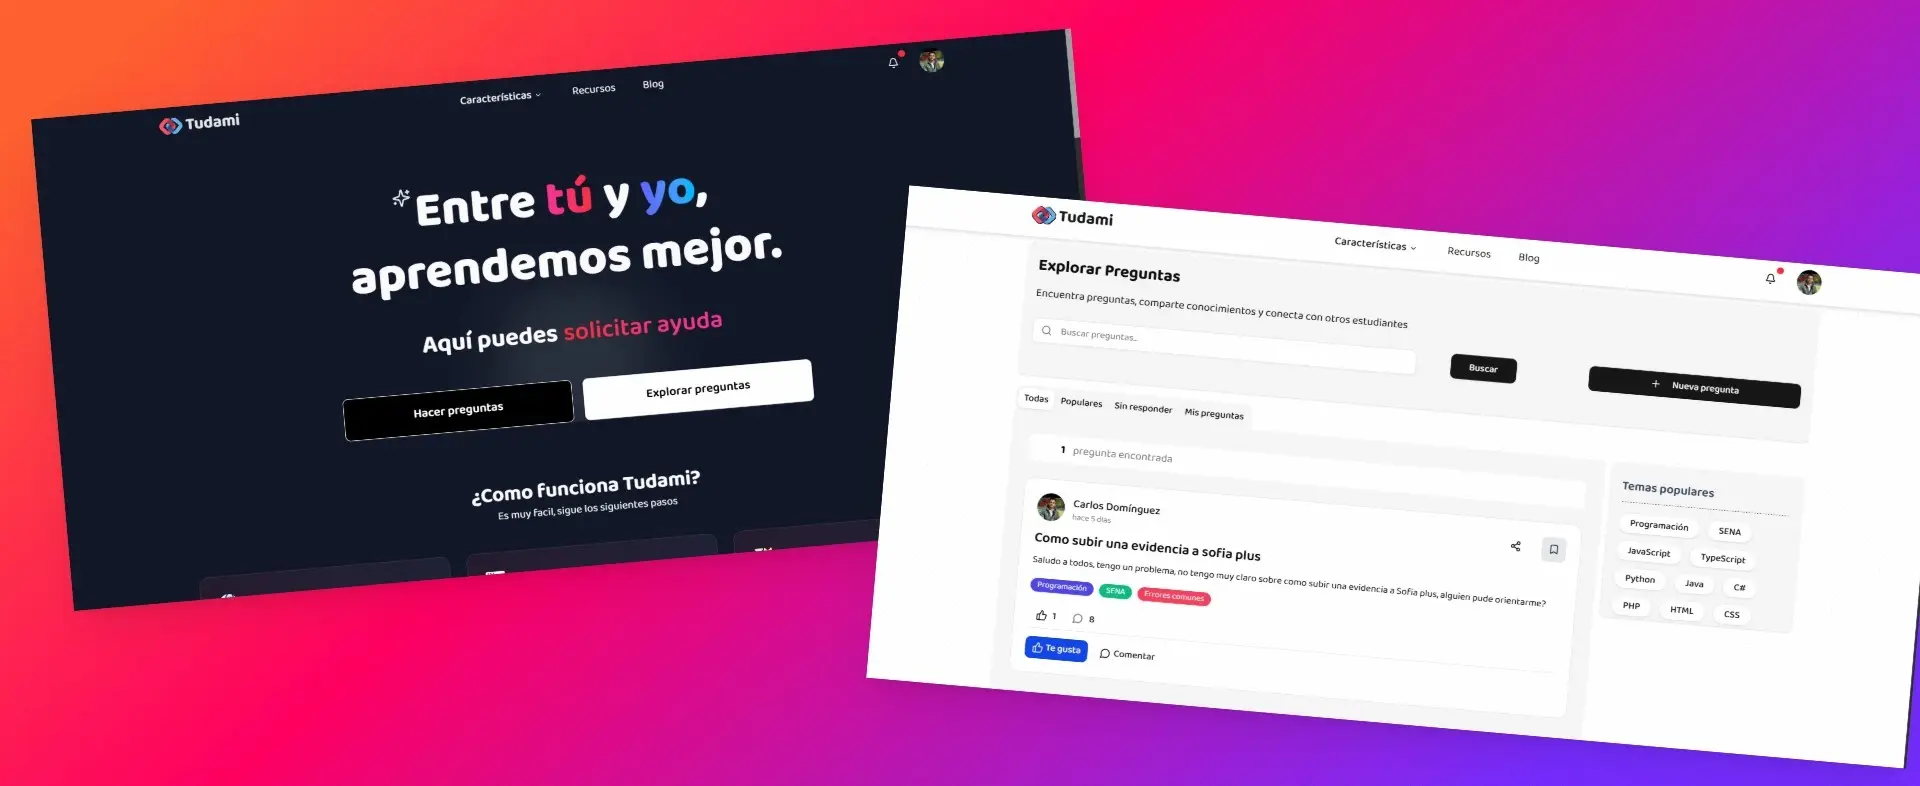 Características
Recursos
Blog
Tudami
Entre tú y yo,
aprendemos mejor.
Aquí puedes solicitar ayuda
Hacer preguntas
Explorar preguntas
¿Como funciona Tudami?
Es muy facil, sigue los siguientes pasos
Tudami
Características
Recursos
Blog
Explorar Preguntas
Encuentra preguntas, comparte conocimientos y conecta con otros estudiantes
Buscar preguntas...
Buscar
+ Nueva pregunta
Todas
Populares
Sin responder
Mis preguntas
1 pregunta encontrada
Carlos Domínguez
hace 5 días
Como subir una evidencia a sofia plus
Saludo a todos, tengo un problema, no tengo muy claro sobre como subir una evidencia a Sofia plus, alguien pude orientarme?
Programación
SENA
Errores comunes
1
8
Te gusta
Comentar
Temas populares
Programación
SENA
JavaScript
TypeScript
Python
Java
C#
PHP
HTML
CSS